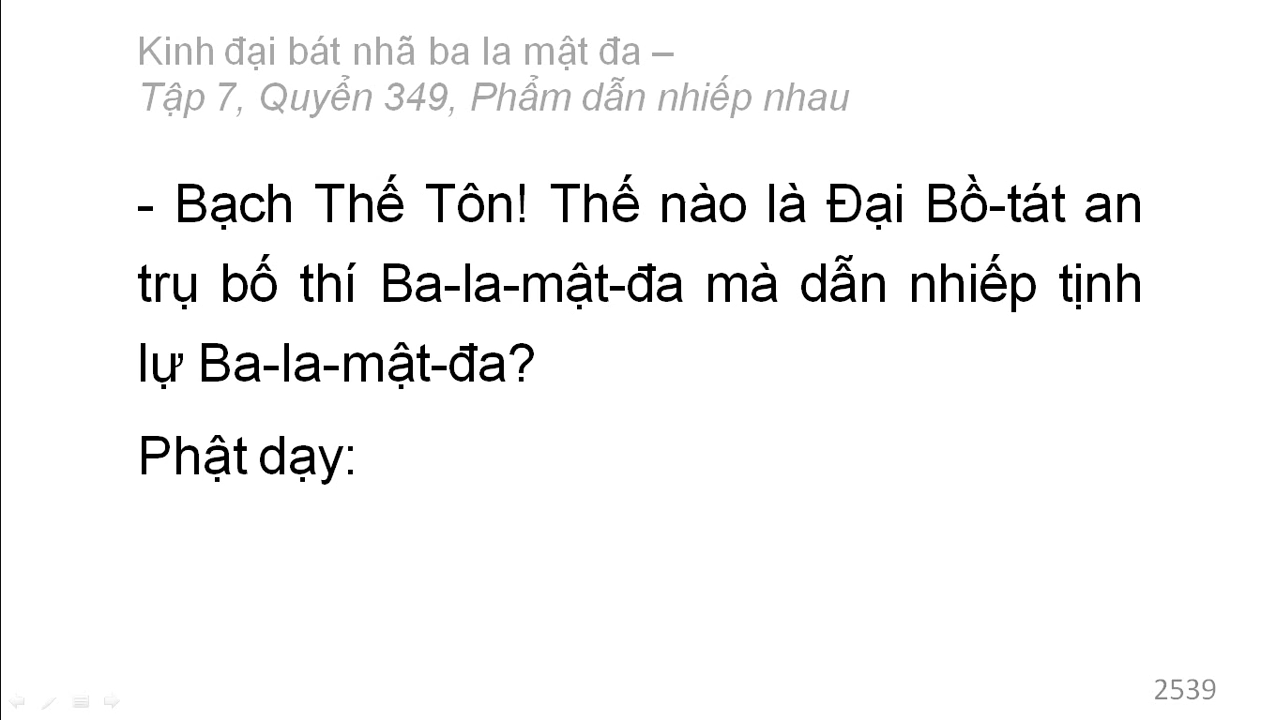 Kinh đại bát nhã ba la mật đa –
Tập 7, Quyển 349, Phẩm dẫn nhiếp nhau
- Bạch Thế Tôn! Thế nào là Đại Bồ-tát an
trụ bố thí Ba-la-mật-đa mà dẫn nhiếp tịnh
lự Ba-la-mật-đa?
Phật dạy:
2539